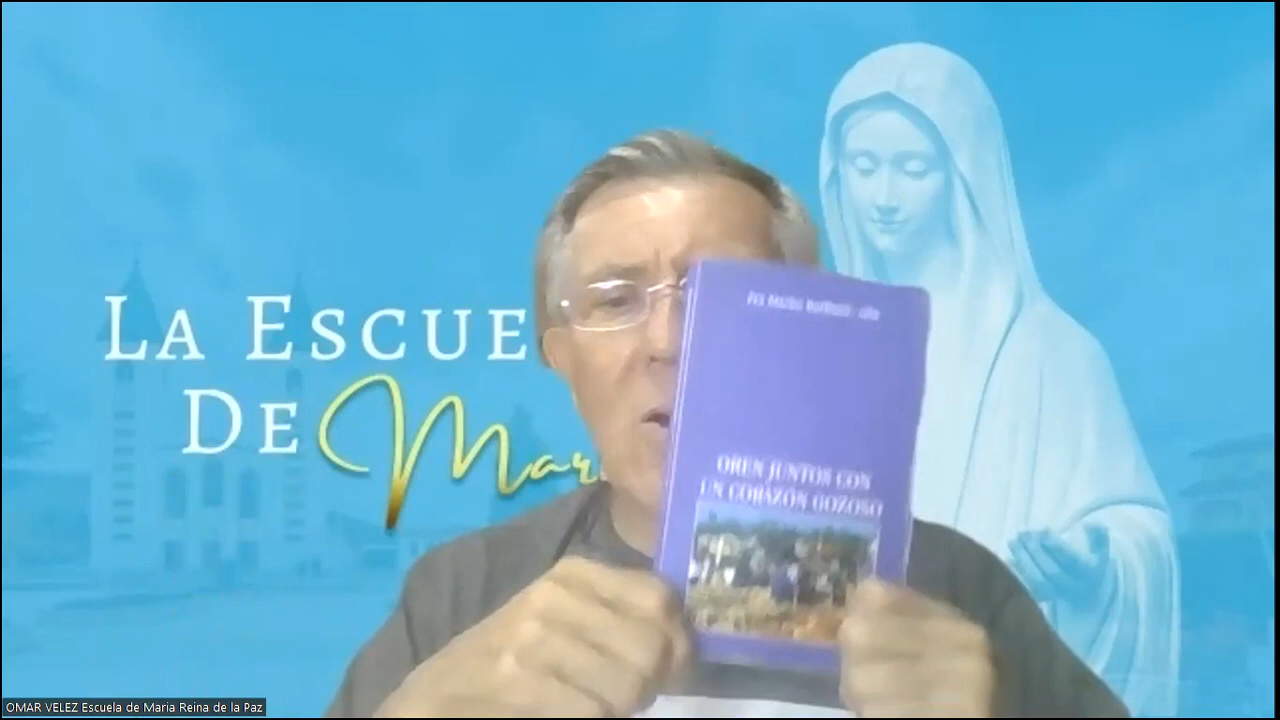 LA ESCUE
DE Mar
OREN JUNTOS CON
UN CORAZÓN GOZOSO
OMAR VELEZ Escuela de Maria Reina de la Paz